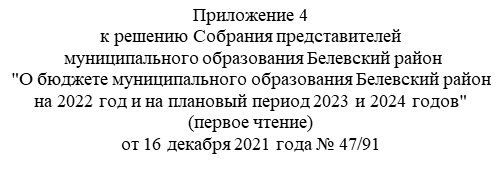 Приложение 4
к решению Собрания представителей
муниципального образования Белевский район
"О бюджете муниципального образования Белевский район
на 2022 год и на плановый период 2023 и 2024 годов"
(первое чтение)
от 16 декабря 2021 года № 47/91